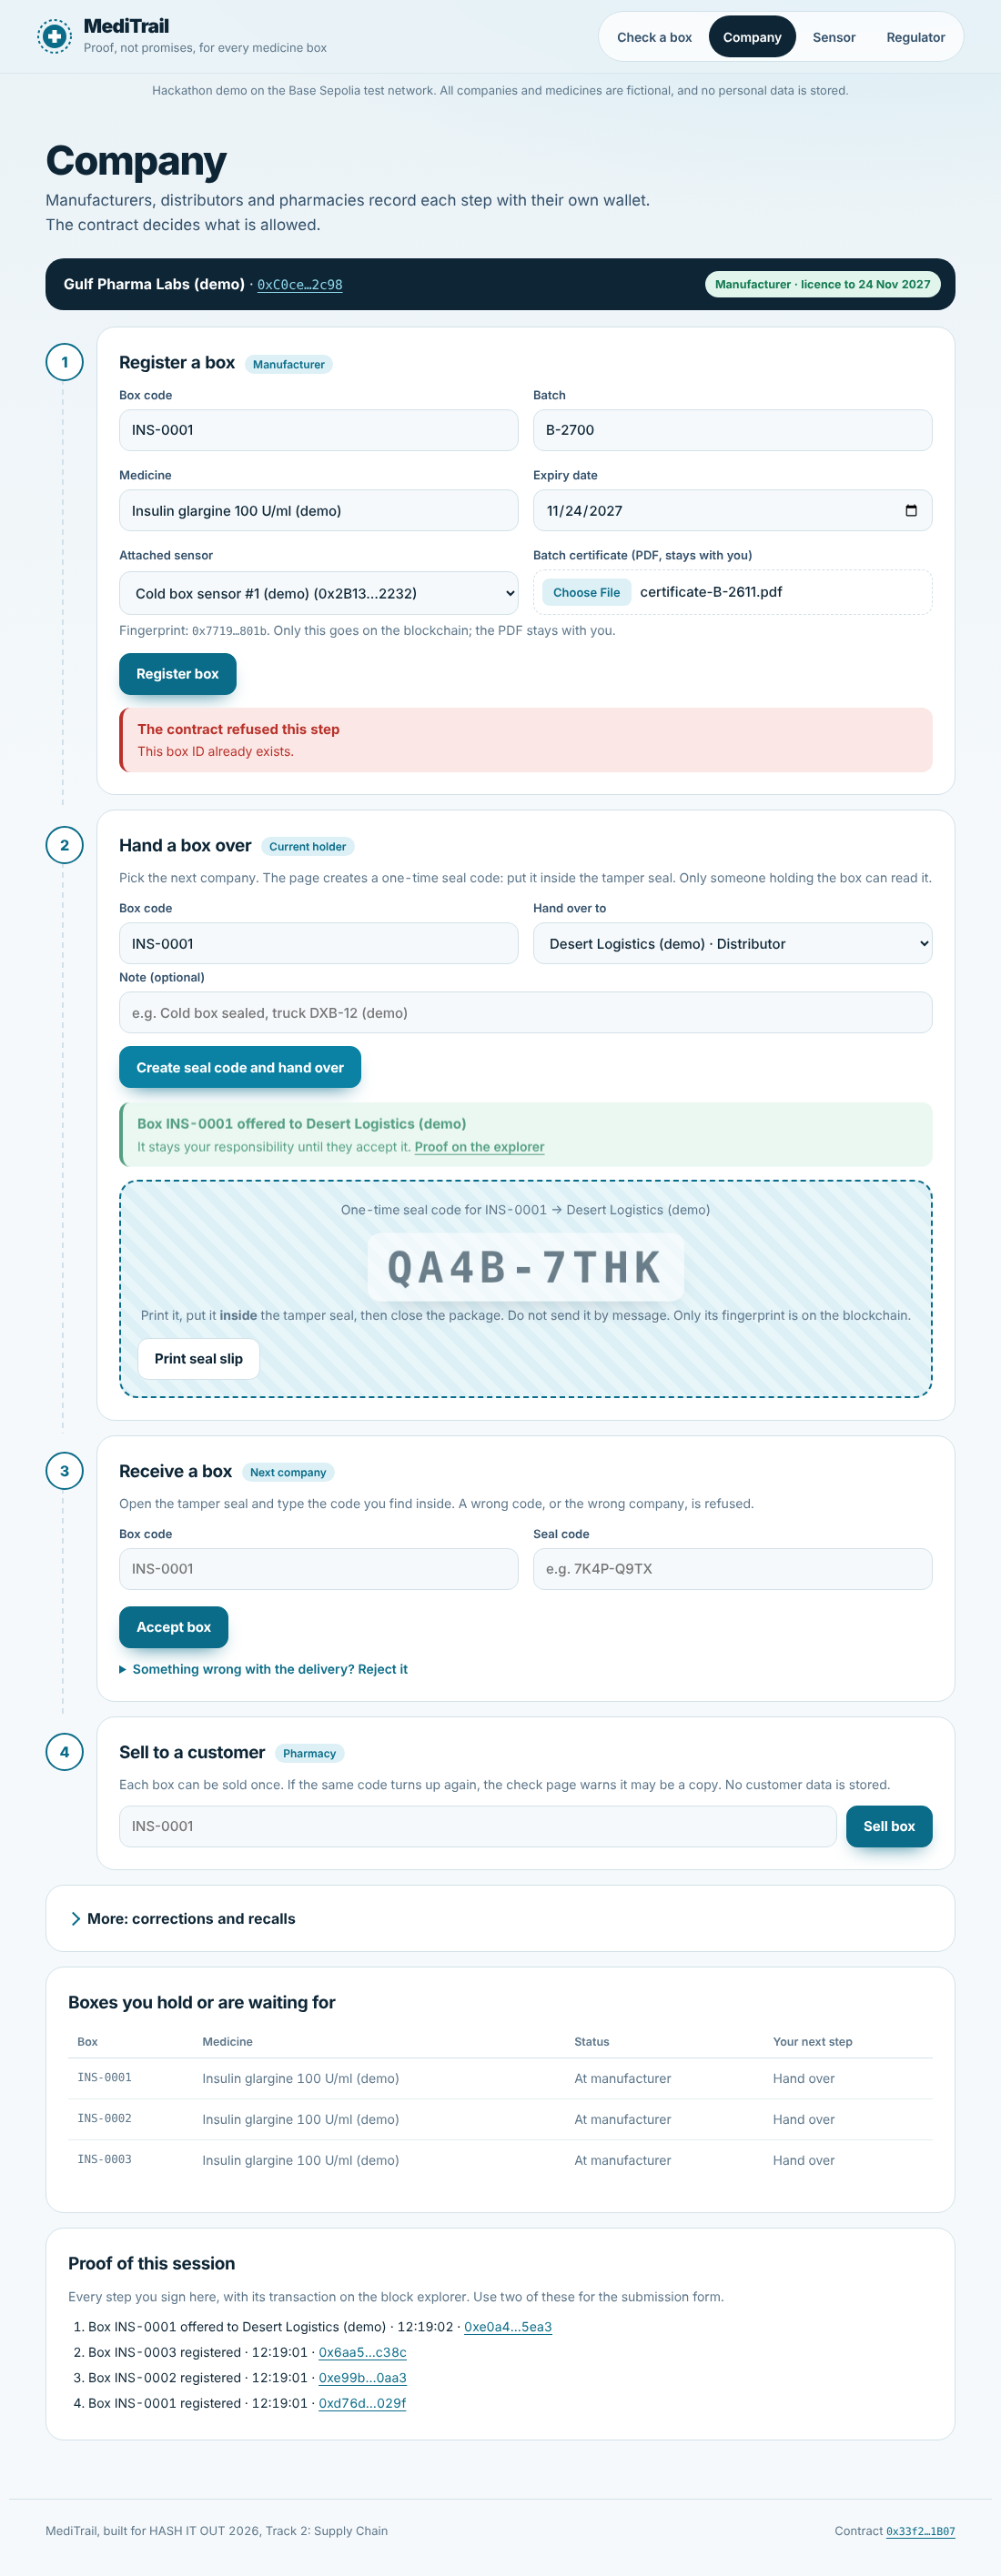 MediTrail
Proof, not promises, for every medicine box
Check a box
Company
Sensor
Regulator
Hackathon demo on the Base Sepolia test network. All companies and medicines are fictional, and no personal data is stored.
Company
Manufacturers, distributors and pharmacies record each step with their own wallet.
The contract decides what is allowed.
Gulf Pharma Labs (demo) · 0xC0ce…2c98
Manufacturer · licence to 24 Nov 2027
1
Register a box Manufacturer
Box code
Batch
INS-0001
B-2700
Medicine
Expiry date
Insulin glargine 100 U/ml (demo)
11/24/2027
Attached sensor
Batch certificate (PDF, stays with you)
Cold box sensor #1 (demo) (0x2B13…2232)
Choose File certificate-B-2611.pdf
Fingerprint: 0x7719…801b. Only this goes on the blockchain; the PDF stays with you.
Register box
The contract refused this step
This box ID already exists.
2
Hand a box over Current holder
Pick the next company. The page creates a one-time seal code: put it inside the tamper seal. Only someone holding the box can read it.
Box code
Hand over to
INS-0001
Desert Logistics (demo) · Distributor
Note (optional)
e.g. Cold box sealed, truck DXB-12 (demo)
Create seal code and hand over
Box INS-0001 offered to Desert Logistics (demo)
It stays your responsibility until they accept it. Proof on the explorer
One-time seal code for INS-0001 → Desert Logistics (demo)
QA4B-7THK
Print it, put it inside the tamper seal, then close the package. Do not send it by message. Only its fingerprint is on the blockchain.
Print seal slip
3
Receive a box Next company
Open the tamper seal and type the code you find inside. A wrong code, or the wrong company, is refused.
Box code
Seal code
INS-0001
e.g. 7K4P-Q9TX
Accept box
Something wrong with the delivery? Reject it
4
Sell to a customer Pharmacy
Each box can be sold once. If the same code turns up again, the check page warns it may be a copy. No customer data is stored.
INS-0001
Sell box
More: corrections and recalls
Boxes you hold or are waiting for
Box Medicine Status Your next step
INS-0001 Insulin glargine 100 U/ml (demo) At manufacturer Hand over
INS-0002 Insulin glargine 100 U/ml (demo) At manufacturer Hand over
INS-0003 Insulin glargine 100 U/ml (demo) At manufacturer Hand over
Proof of this session
Every step you sign here, with its transaction on the block explorer. Use two of these for the submission form.
1. Box INS-0001 offered to Desert Logistics (demo) · 12:19:02 · 0xe0a4…5ea3
2. Box INS-0003 registered · 12:19:01 · 0x6aa5…c38c
3. Box INS-0002 registered · 12:19:01 · 0xe99b…0aa3
4. Box INS-0001 registered · 12:19:01 · 0xd76d…029f
MediTrail, built for HASH IT OUT 2026, Track 2: Supply Chain
Contract 0x33f2…1B07